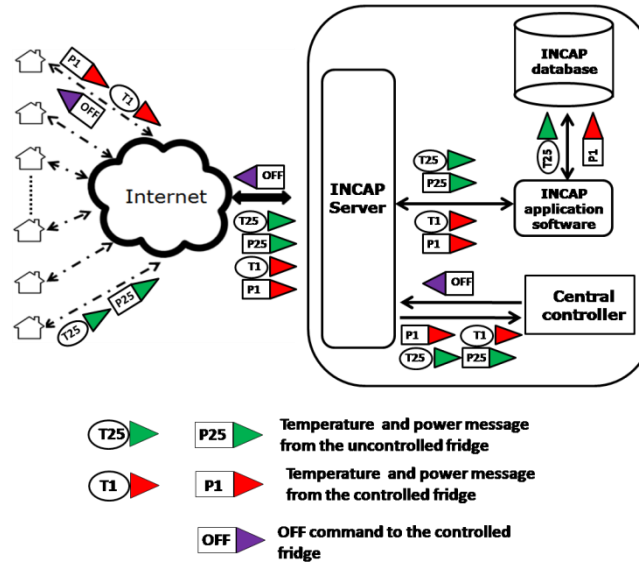 P1
T1
OFF
INCAP
database
T25
P1
Internet
OFF
T25
P25
T1
P1
INCAP
Server
T25
P25
T1
P1
INCAP
application
software
OFF
Central
controller
P1 T1
T25 P25
T25 P25
T25 P25 Temperature and power message
from the uncontrolled fridge
T1 P1 Temperature and power message
from the controlled fridge
OFF OFF command to the controlled
fridge